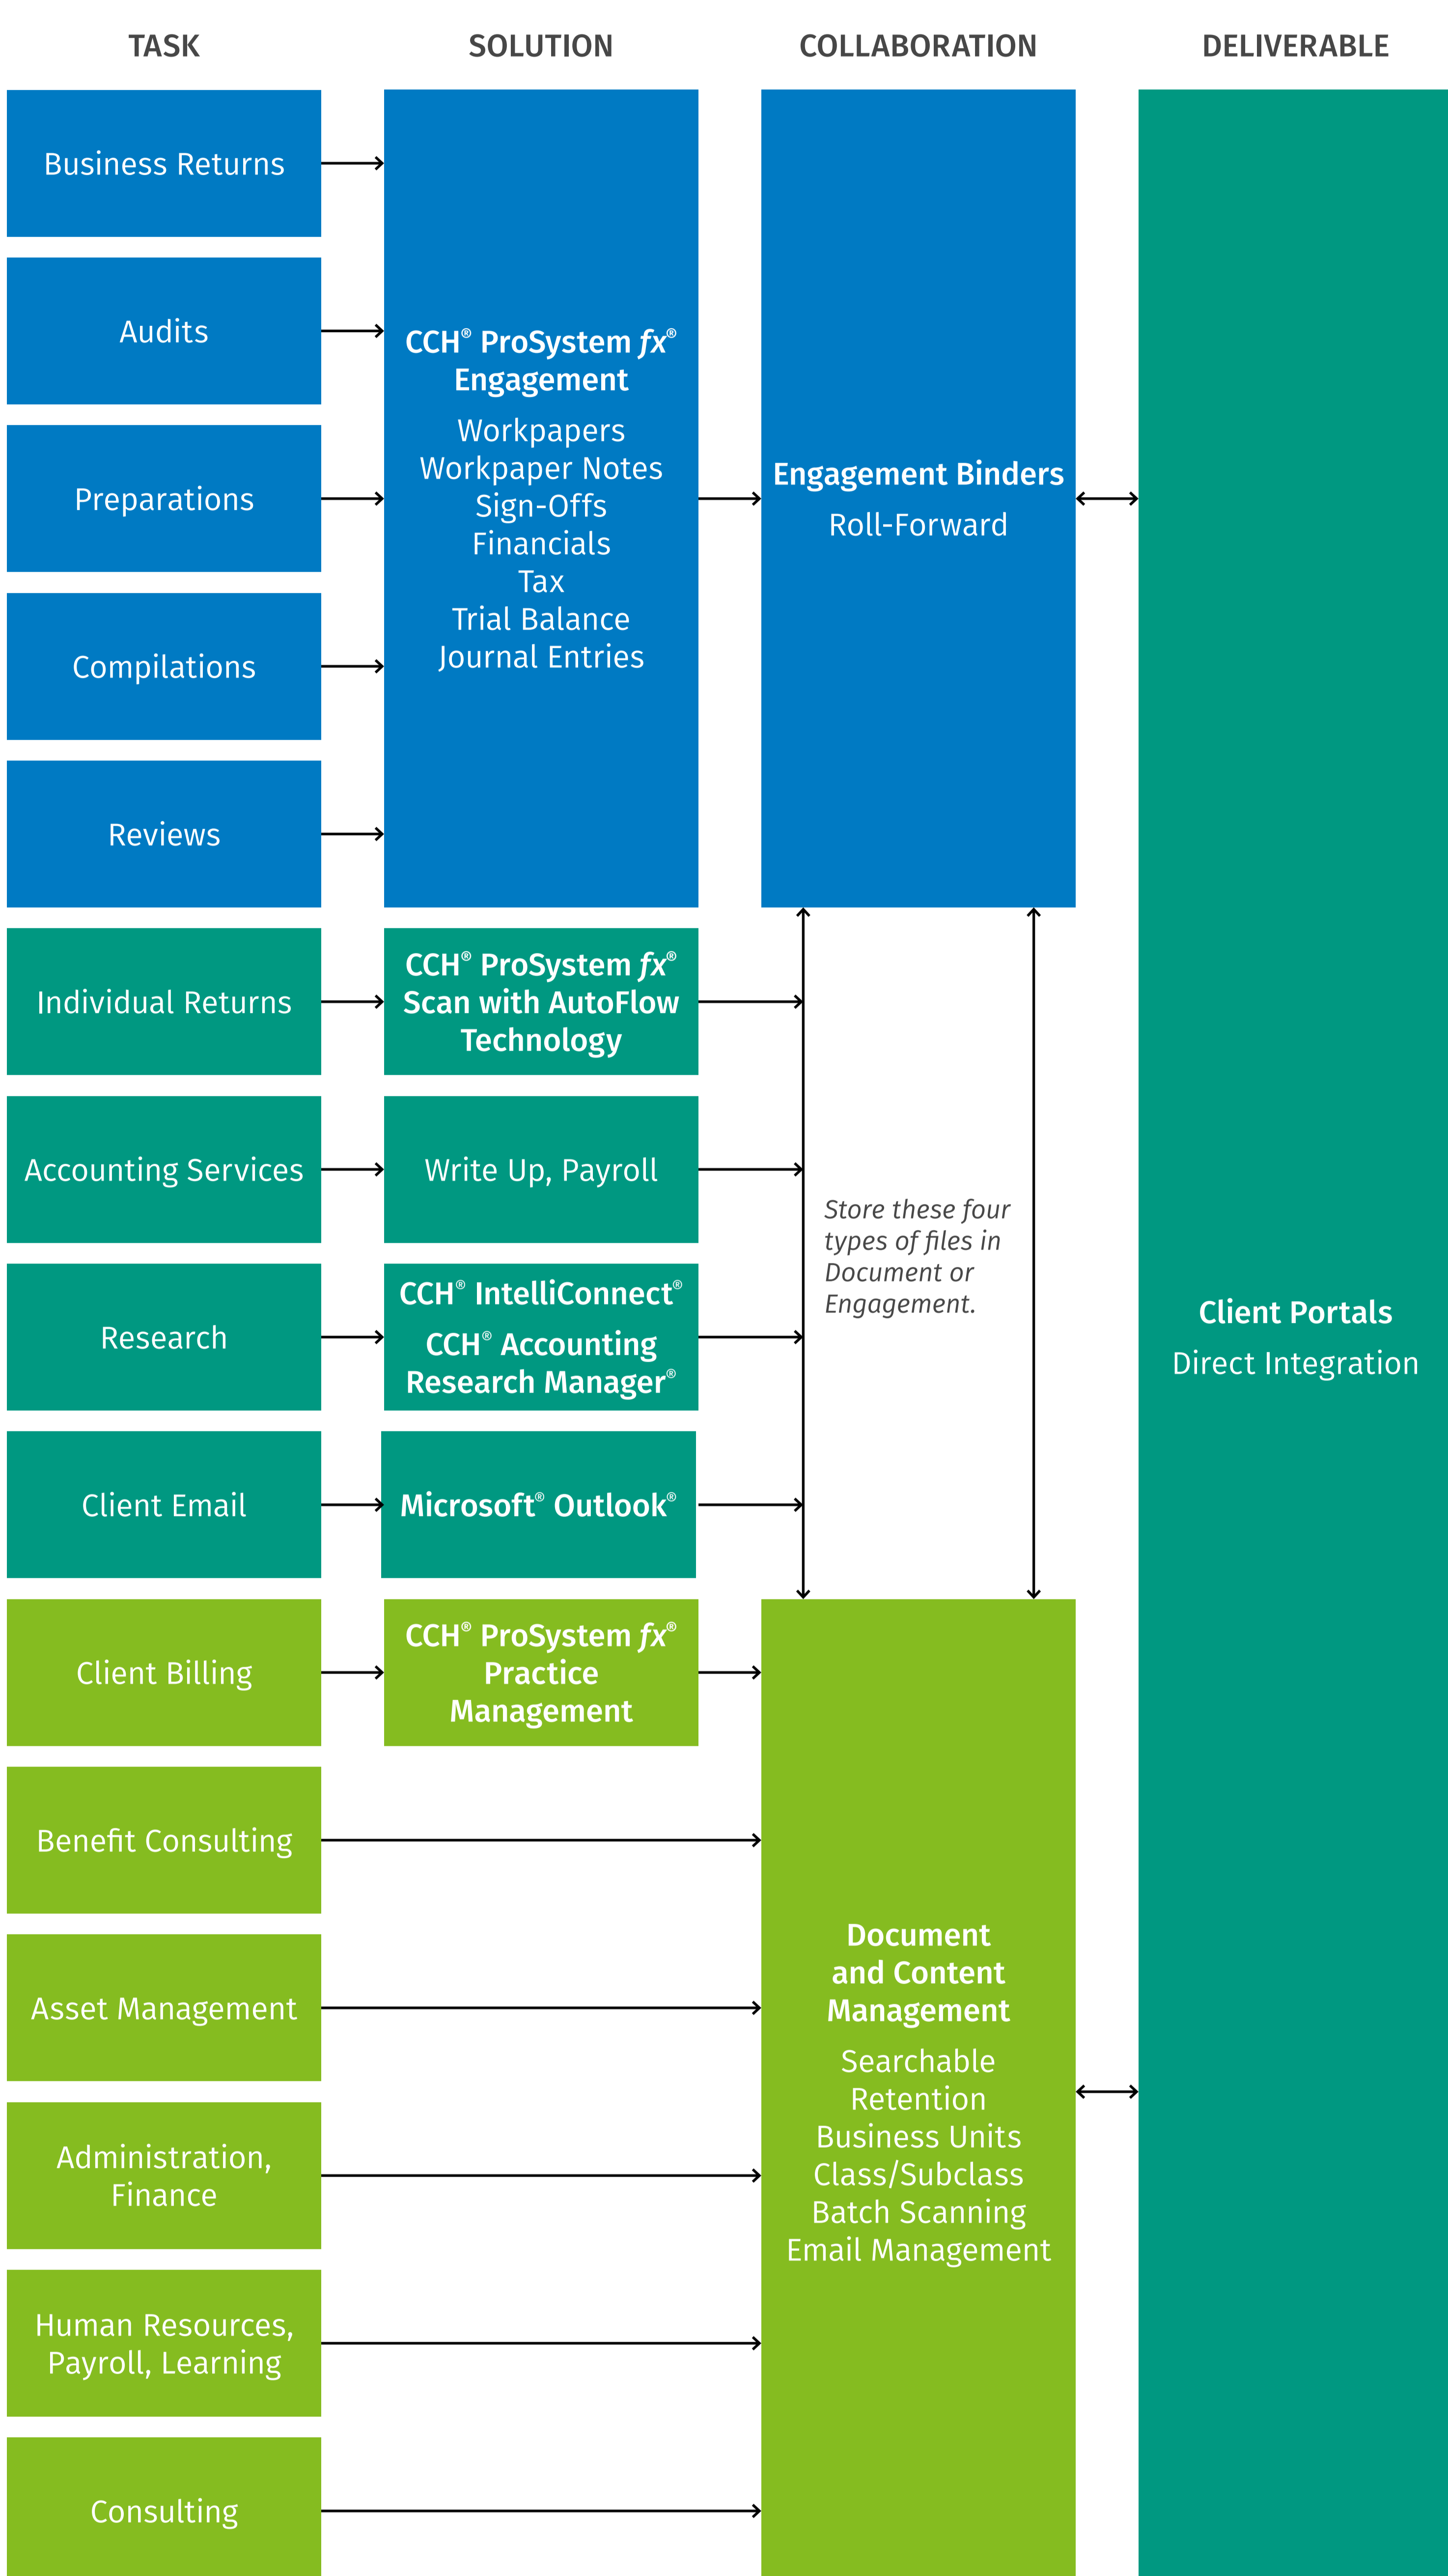 TASK
SOLUTION
COLLABORATION
DELIVERABLE
Business Returns
Audits
Preparations
Compilations
Reviews
CCH® ProSystem fx®
Engagement
Workpapers
Workpaper Notes
Sign-Offs
Financials
Tax
Trial Balance
Journal Entries
Engagement Binders
Roll-Forward
Individual Returns
CCH® ProSystem fx®
Scan with AutoFlow
Technology
Accounting Services
Write Up, Payroll
Research
CCH® IntelliConnect®
CCH® Accounting
Research Manager®
Client Email
Microsoft® Outlook®
Store these four
types of files in
Document or
Engagement.
Client Portals
Direct Integration
Client Billing
CCH® ProSystem fx®
Practice
Management
Benefit Consulting
Asset Management
Administration,
Finance
Human Resources,
Payroll, Learning
Consulting
Document
and Content
Management
Searchable
Retention
Business Units
Class/Subclass
Batch Scanning
Email Management